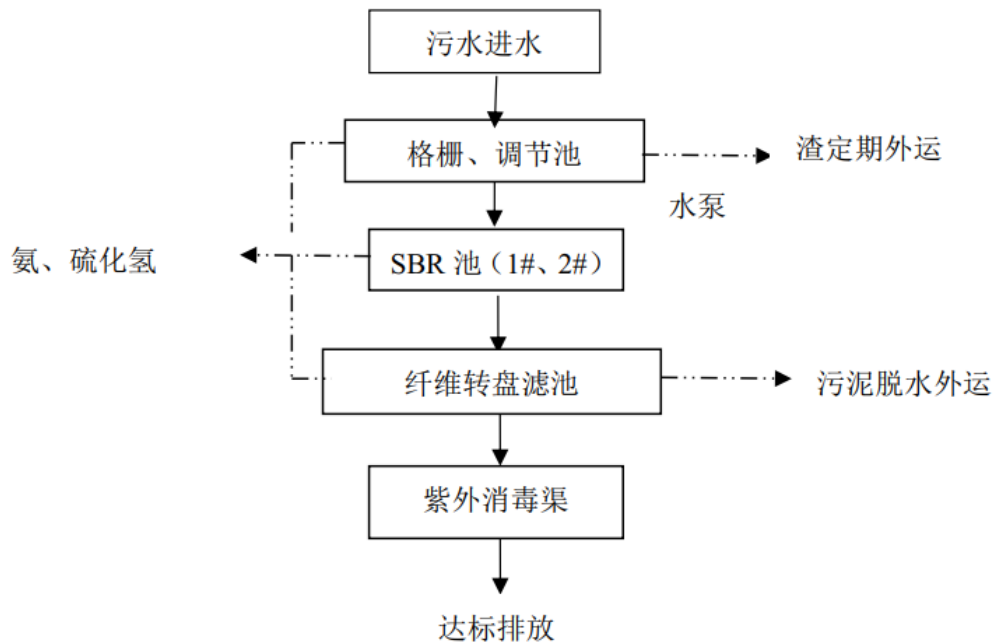 污水进水
格栅、调节池
渣定期外运
水泵
氨、硫化氢
SBR 池（1#、2#）
纤维转盘滤池
污泥脱水外运
紫外消毒渠
达标排放